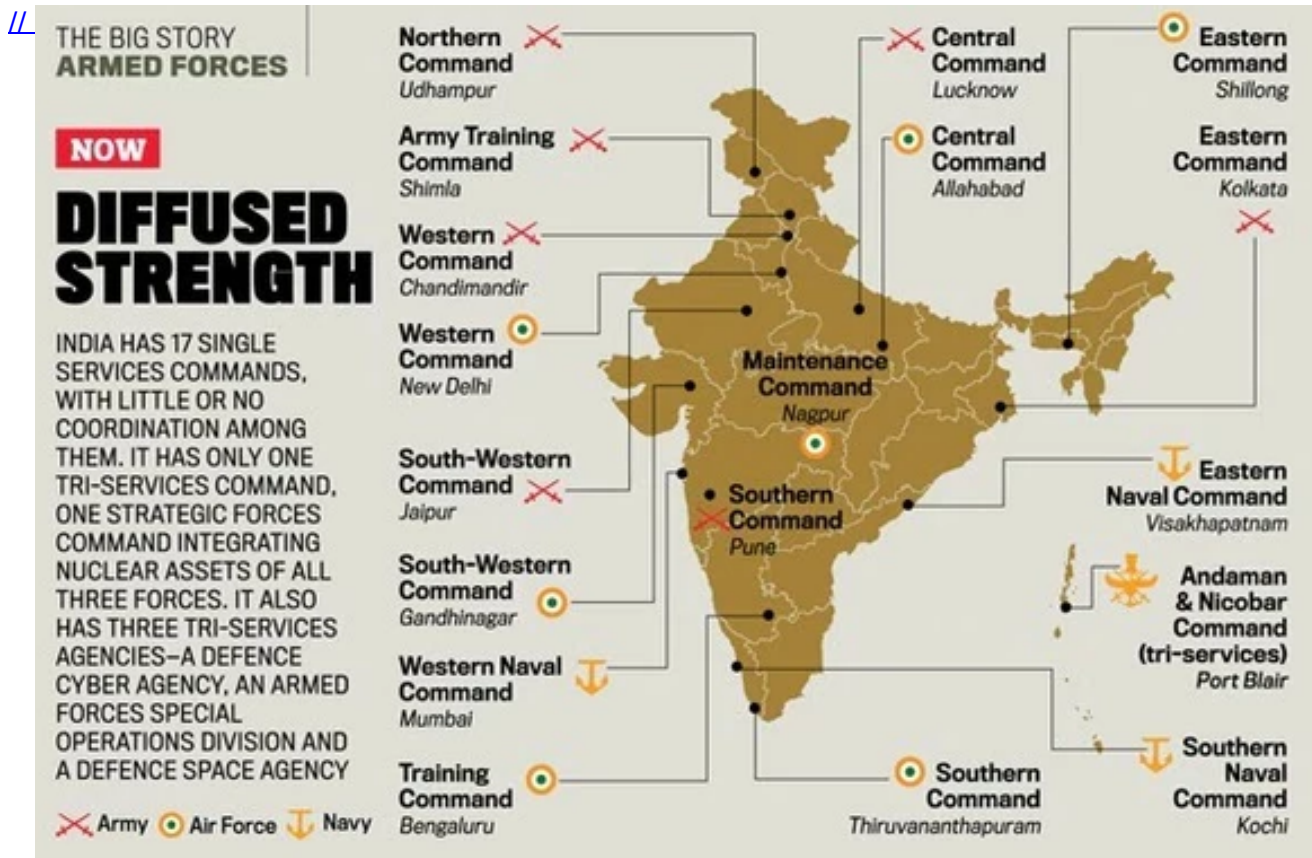 //
THE BIG STORY
ARMED FORCES
NOW
DIFFUSED
STRENGTH
INDIA HAS 17 SINGLE
SERVICES COMMANDS,
WITH LITTLE OR NO
COORDINATION AMONG
THEM. IT HAS ONLY ONE
TRI-SERVICES COMMAND,
ONE STRATEGIC FORCES
COMMAND INTEGRATING
NUCLEAR ASSETS OF ALL
THREE FORCES. IT ALSO
HAS THREE TRI-SERVICES
AGENCIES–A DEFENCE
CYBER AGENCY, AN ARMED
FORCES SPECIAL
OPERATIONS DIVISION AND
A DEFENCE SPACE AGENCY
Army Air Force Navy
Northern
Command
Udhampur
Army Training
Command
Shimla
Western
Command
Chandimandir
Western
Command
New Delhi
South-Western
Command
Jaipur
South-Western
Command
Gandhinagar
Western Naval
Command
Mumbai
Training
Command
Bengaluru
Central
Command
Lucknow
Central
Command
Allahabad
Maintenance
Command
Nagpur
Southern
Command
Pune
Southern
Command
Thiruvananthapuram
Eastern
Command
Shillong
Eastern
Command
Kolkata
Eastern
Naval Command
Visakhapatnam
Andaman
& Nicobar
Command
(tri-services)
Port Blair
Southern
Naval
Command
Kochi